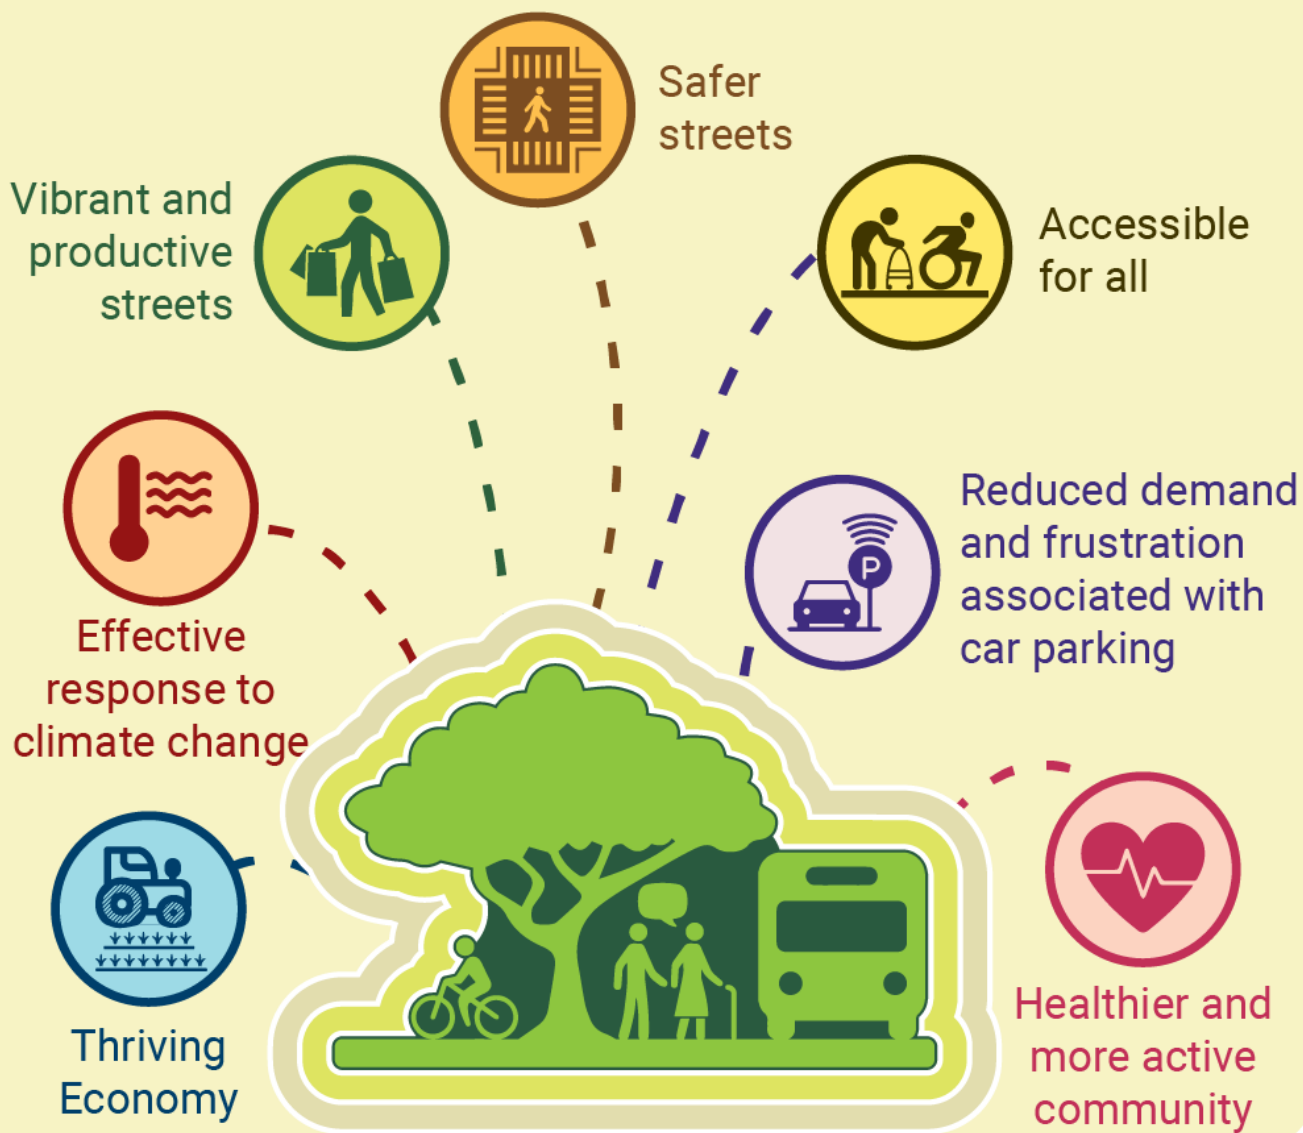 Safer
streets
Vibrant and
productive
streets
Accessible
for all
Reduced demand
and frustration
associated with
car parking
P
Effective
response to
climate change
Thriving
Economy
Healthier and
more active
community